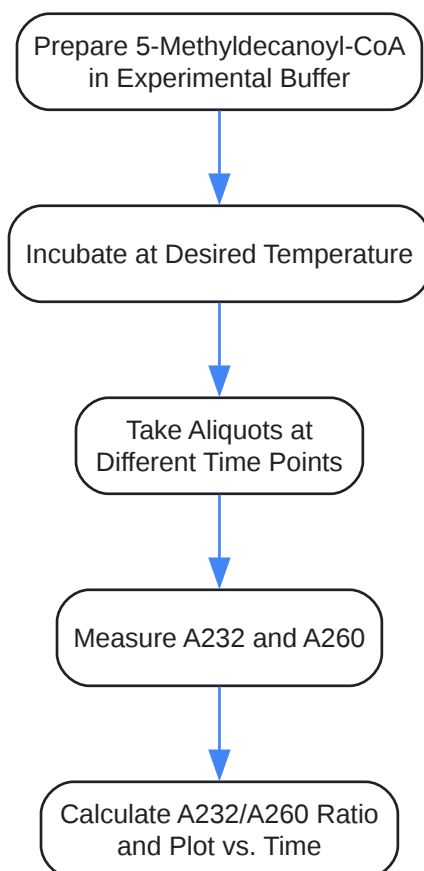 Prepare 5-Methyldecanoyl-CoA
in Experimental Buffer
Incubate at Desired Temperature
Take Aliquots at
Different Time Points
Measure A232 and A260
Calculate A232/A260 Ratio
and Plot vs. Time